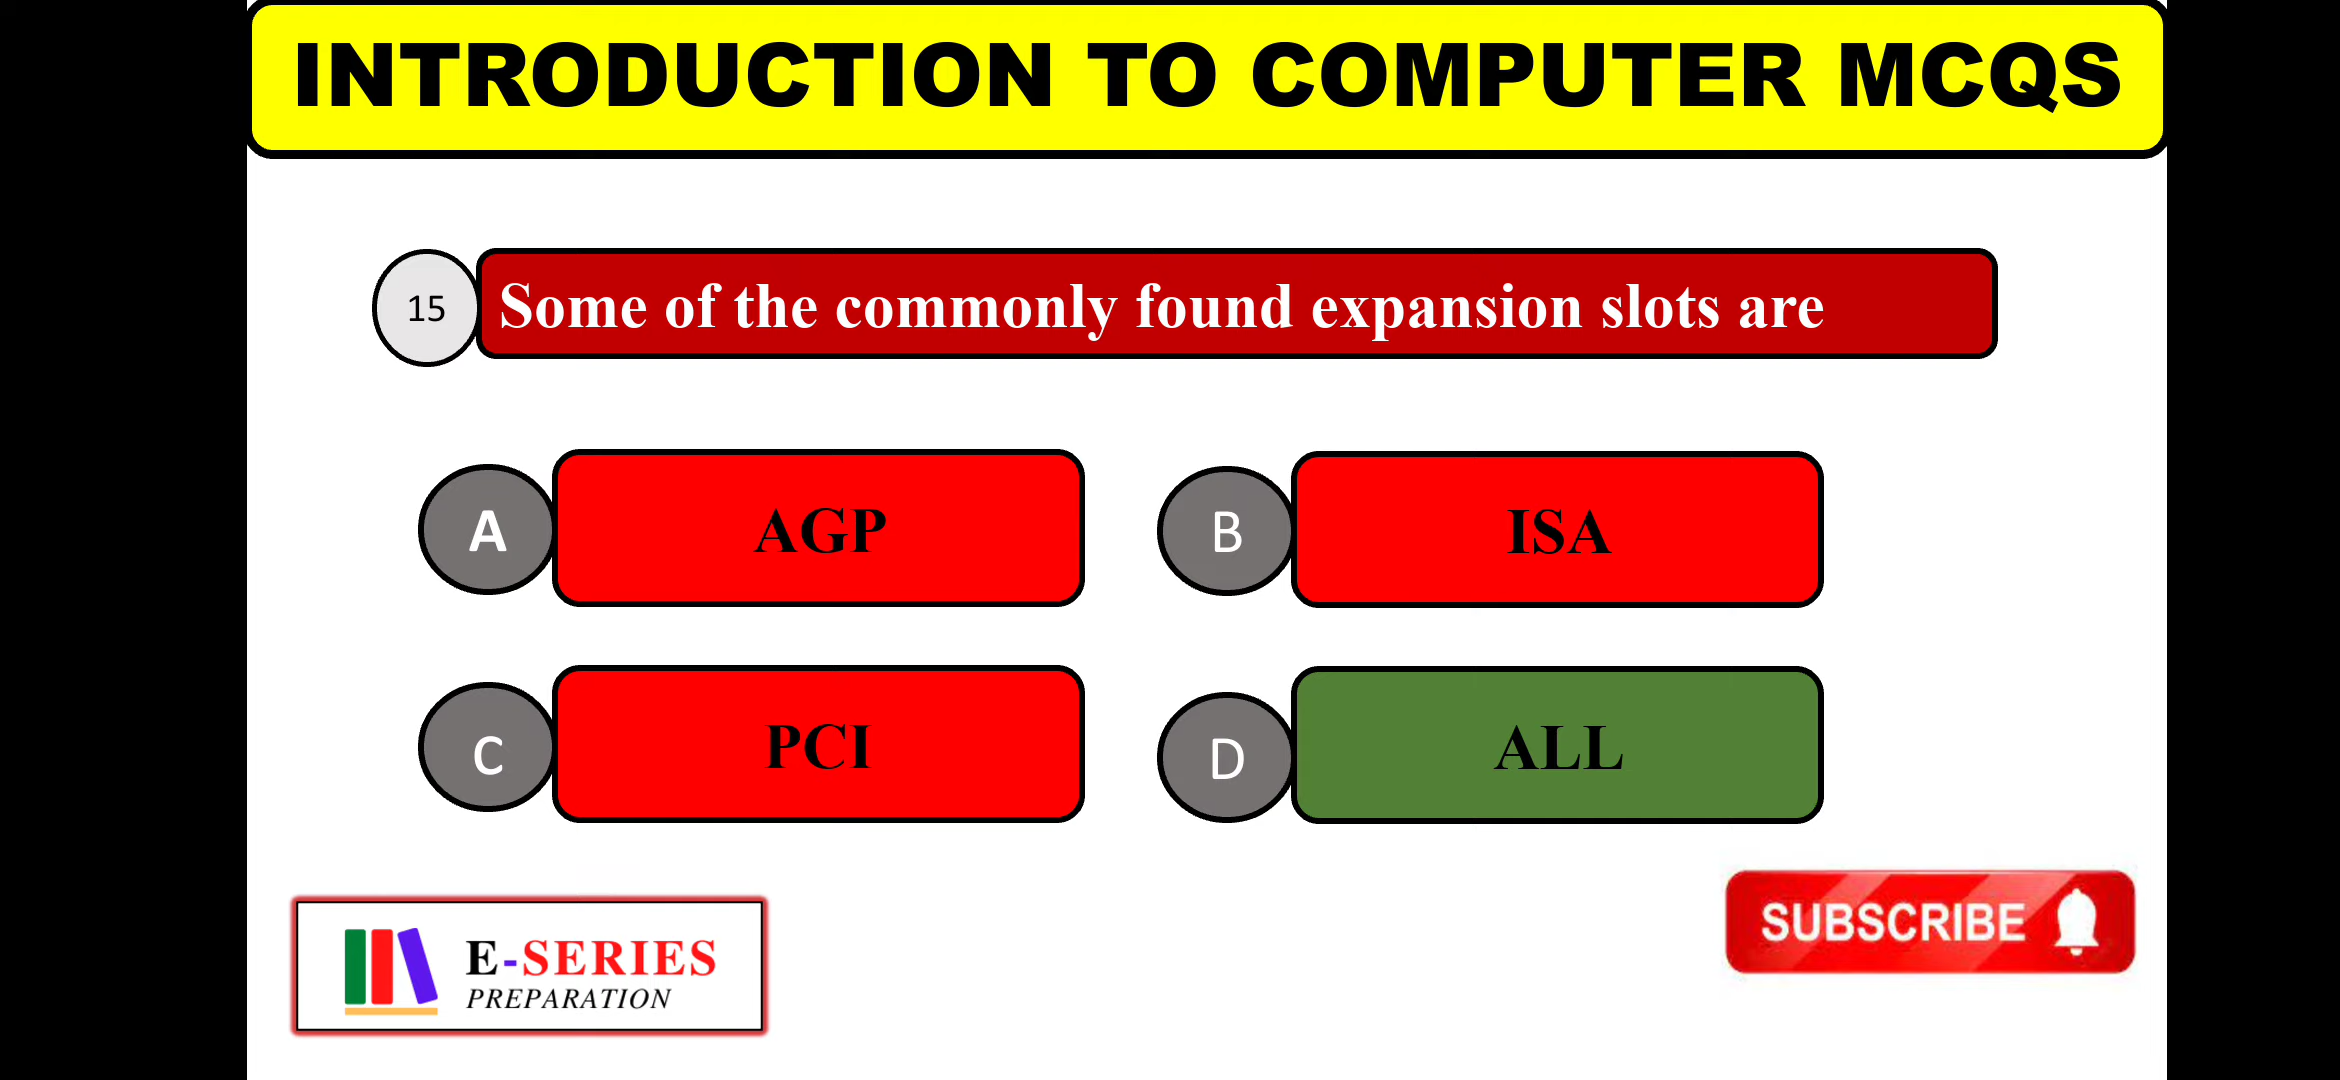 INTRODUCTION TO COMPUTER MCQS
15 Some of the commonly found expansion slots are
A AGP
B ISA
C PCI
D ALL
E-SERIES
PREPARATION
SUBSCRIBE